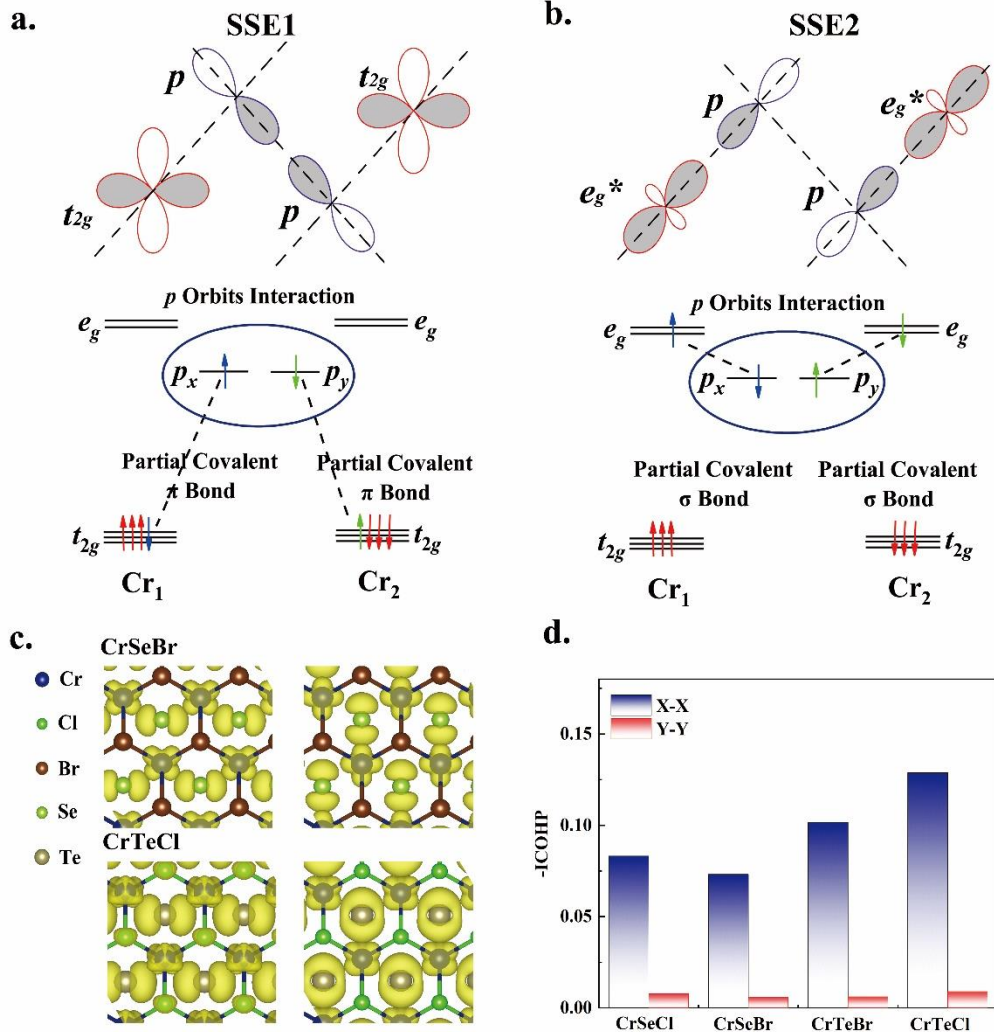 a.
SSE1
p
t2g
t2g
p
p Orbits Interaction
eg
px
py
Partial Covalent
π Bond
Partial Covalent
π Bond
t2g
t2g
Cr1
Cr2
b.
SSE2
p
eg*
p
eg*
p Orbits Interaction
eg
eg
px
py
Partial Covalent
σ Bond
Partial Covalent
σ Bond
t2g
t2g
Cr1
Cr2
c.
CrSeBr
Cr
Cl
Br
Se
Te
CrTeCl
d.
X-X
Y-Y
-ICOHP
0.15
0.10
0.05
0.00
CrSeCl
CrSeBr
CrTeBr
CrTeCl